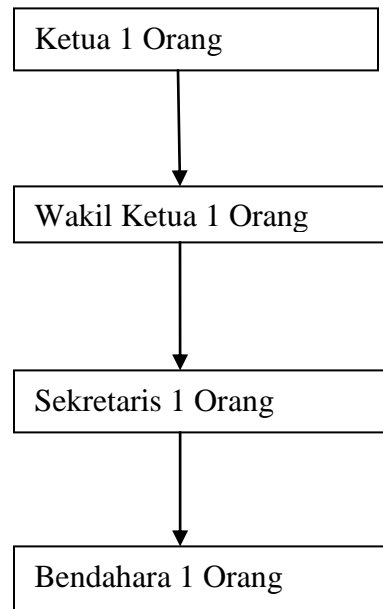 Ketua 1 Orang
Wakil Ketua 1 Orang
Sekretaris 1 Orang
Bendahara 1 Orang